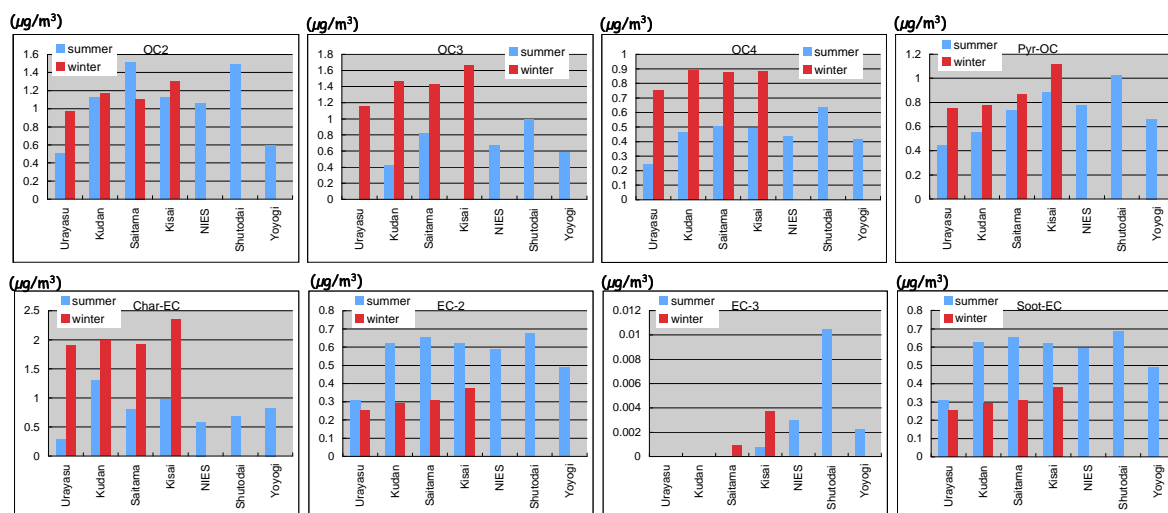 (μg/m³) (μg/m³) (μg/m³) (μg/m³)
OC2
summer
winter
1.6
1.4
1.2
1
0.8
0.6
0.4
0.2
0
Urayasu Kudan Saitama Kisai NIES Shutodai Yoyogi
OC3
summer
winter
1.8
1.6
1.4
1.2
1
0.8
0.6
0.4
0.2
0
Urayasu Kudan Saitama Kisai NIES Shutodai Yoyogi
OC4
summer
winter
1
0.9
0.8
0.7
0.6
0.5
0.4
0.3
0.2
0.1
0
Urayasu Kudan Saitama Kisai NIES Shutodai Yoyogi
Pyr-OC
summer
winter
1.2
1
0.8
0.6
0.4
0.2
0
Urayasu Kudan Saitama Kisai NIES Shutodai Yoyogi
(μg/m³) (μg/m³) (μg/m³) (μg/m³)
Char-EC
summer
winter
2.5
2
1.5
1
0.5
0
Urayasu Kudan Saitama Kisai NIES Shutodai Yoyogi
EC-2
summer
winter
0.8
0.7
0.6
0.5
0.4
0.3
0.2
0.1
0
Urayasu Kudan Saitama Kisai NIES Shutodai Yoyogi
EC-3
summer
winter
0.012
0.01
0.008
0.006
0.004
0.002
0
Urayasu Kudan Saitama Kisai NIES Shutodai Yoyogi
Soot-EC
summer
winter
0.8
0.7
0.6
0.5
0.4
0.3
0.2
0.1
0
Urayasu Kudan Saitama Kisai NIES Shutodai Yoyogi